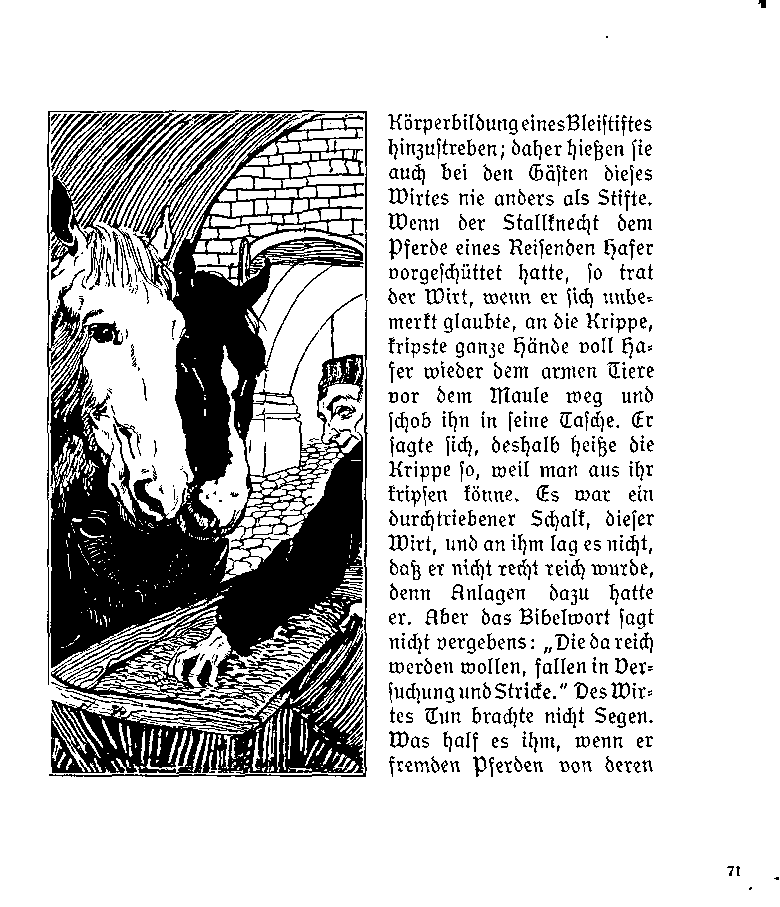 Körperbildung eines Bleistiftes
hinzustreben; daher hießen sie
auch bei den Gästen dieses
Wirtes nie anders als Stifte.
Wenn der Stallknecht dem
Pferde eines Reisenden Hafer
vorgeschüttet hatte, so trat
der Wirt, wenn er sich unbe-
merkt glaubte, an die Krippe,
kripste ganze Hände voll Ha-
fer wieder dem armen Tiere
vor dem Maule weg und
schob ihn in seine Tasche. Er
sagte sich, deshalb heiße die
Krippe so, weil man aus ihr
kripsen könne. Es war ein
durchtriebener Schalk, dieser
Wirt, und an ihm lag es nicht,
daß er nicht recht reich wurde,
denn Anlagen dazu hatte
er. Aber das Bibelwort sagt
nicht vergebens: „Die da reich
werden wollen, fallen in Ver-
suchung und Stricke.“ Des Wir-
tes Tun brachte nicht Segen.
Was half es ihm, wenn er
fremden Pferden von deren
71